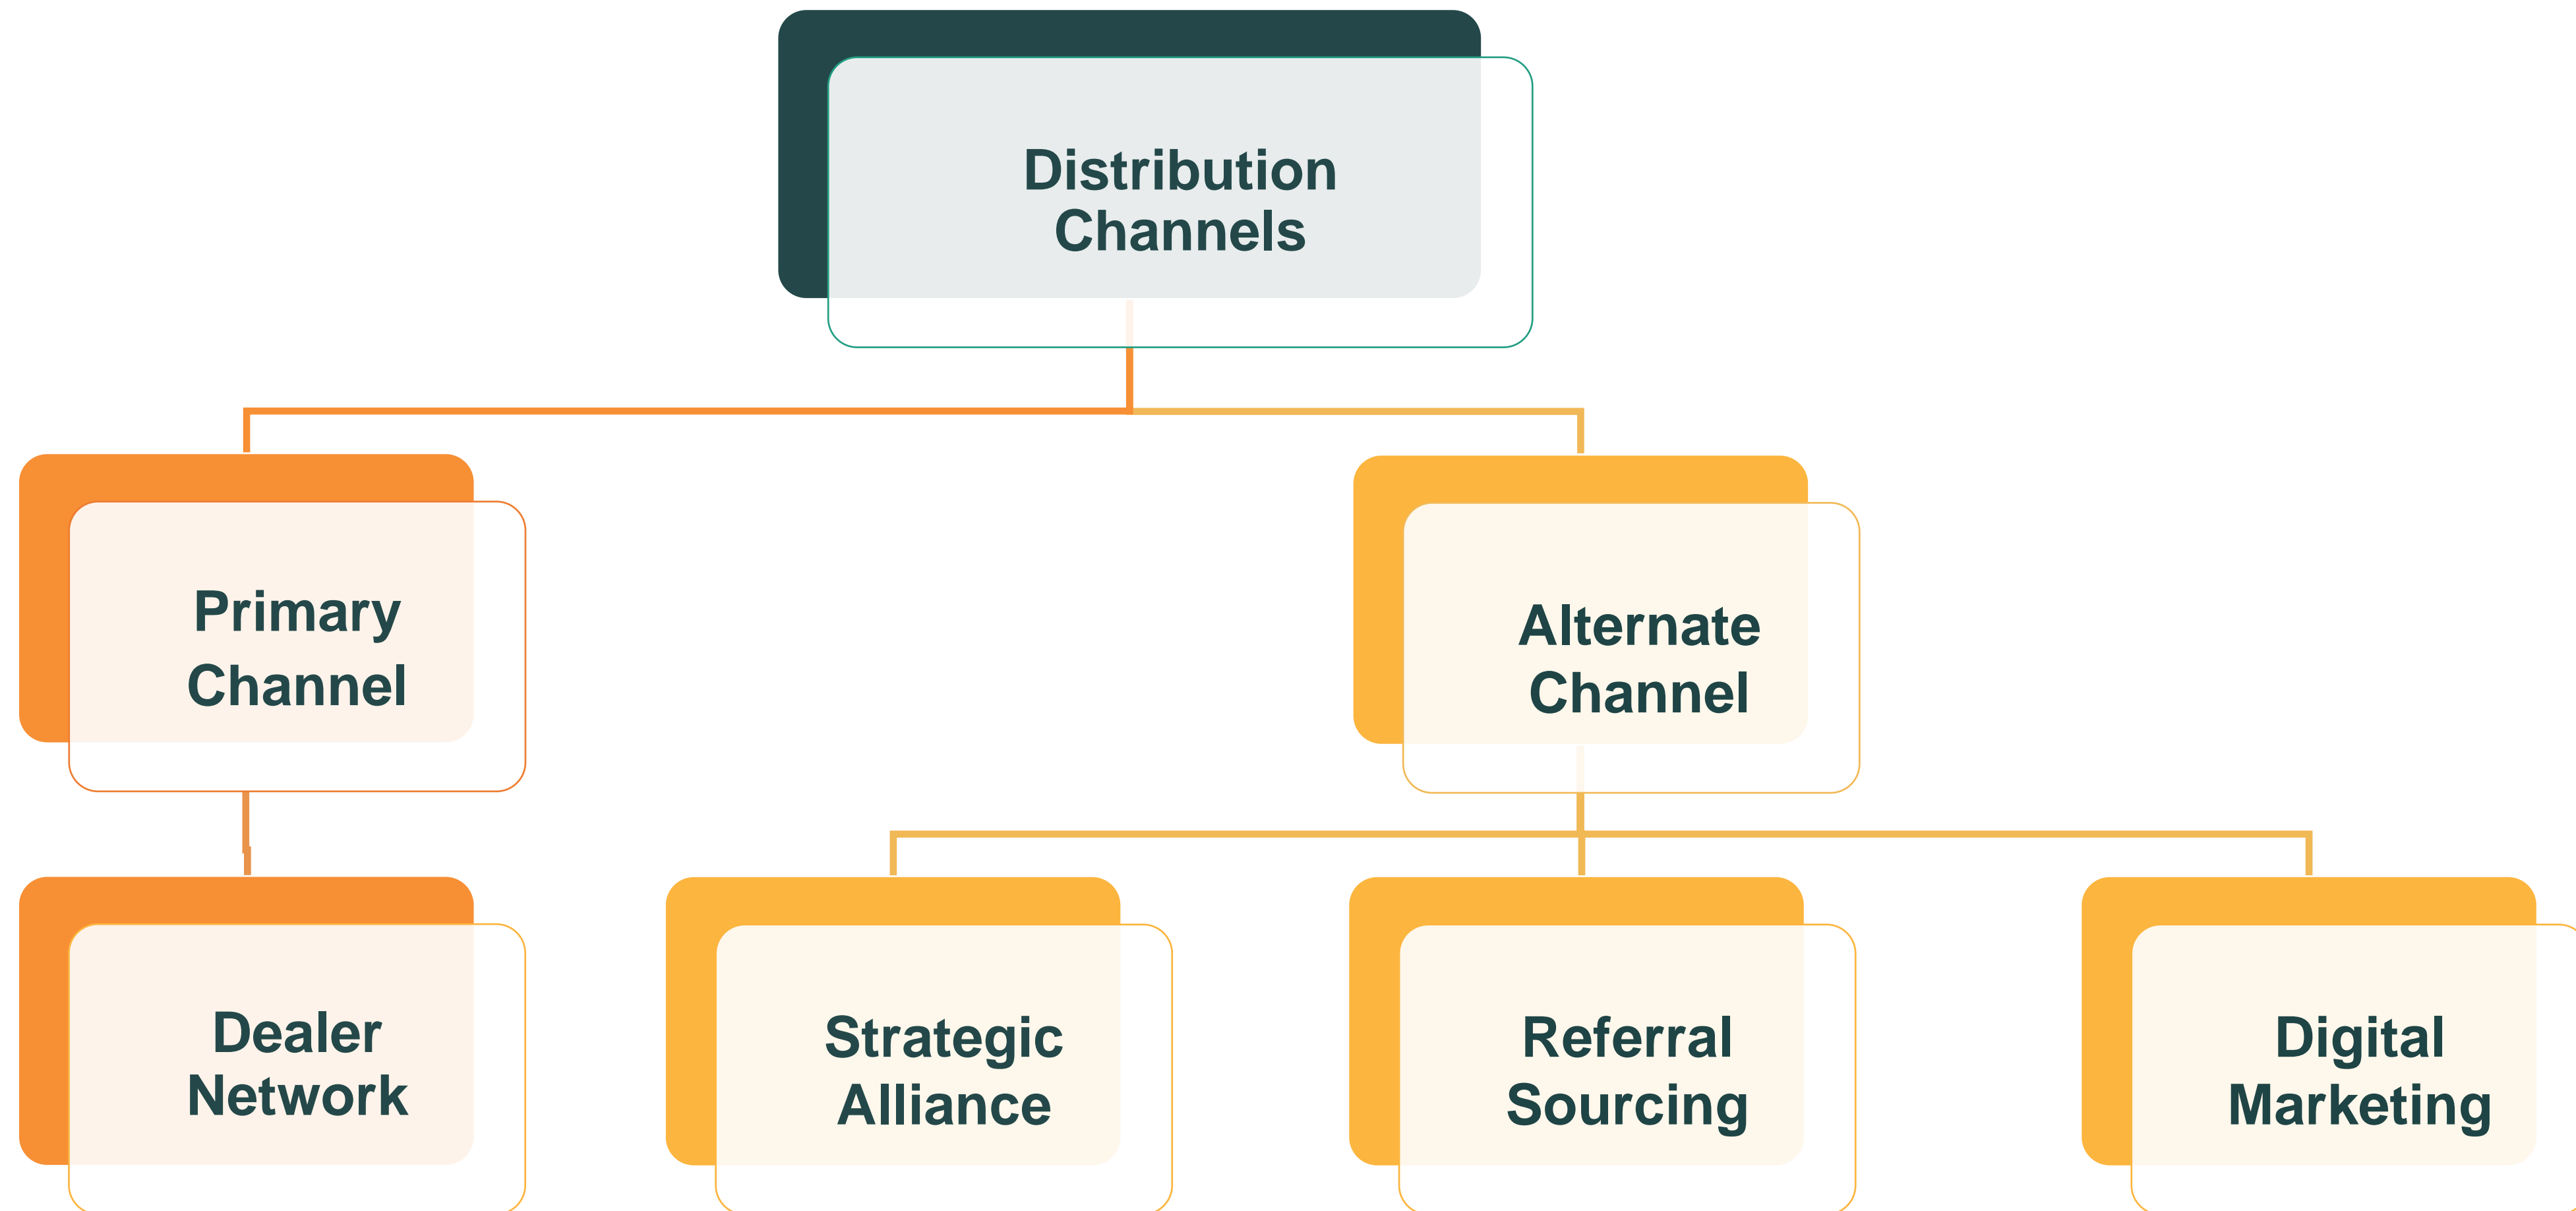 Distribution
Channels
Primary
Channel
Alternate
Channel
Dealer
Network
Strategic
Alliance
Referral
Sourcing
Digital
Marketing